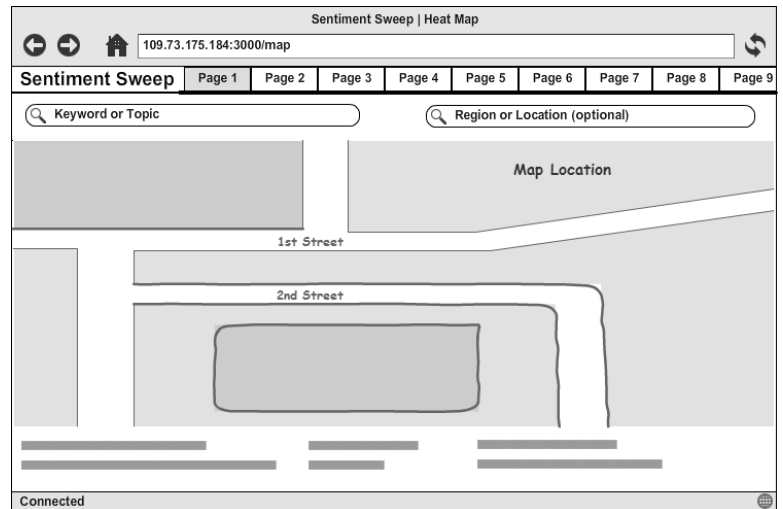 Sentiment Sweep | Heat Map
109.73.175.184:3000/map
Sentiment Sweep Page 1 Page 2 Page 3 Page 4 Page 5 Page 6 Page 7 Page 8 Page 9
Keyword or Topic Region or Location (optional)
Map Location
1st Street
2nd Street
Connected